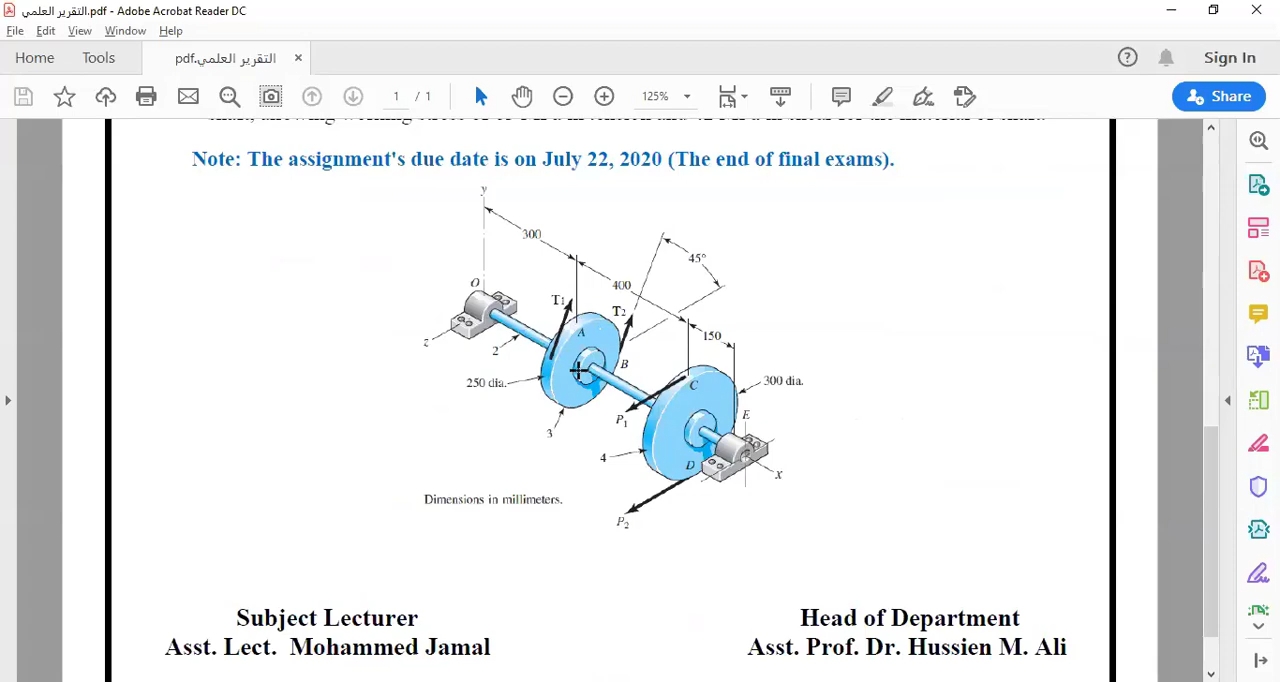 التقرير العلمي.pdf - Adobe Acrobat Reader DC
File Edit View Window Help
Home Tools التقرير العلمي.pdf Sign In
1 / 1 125% Share
Note: The assignment's due date is on July 22, 2020 (The end of final exams).
y
300
45°
O
400
T1
T2
A
z
2
150
B
250 dia.
C
300 dia.
P1
E
3
4
D
x
Dimensions in millimeters.
P2
Subject Lecturer
Head of Department
Asst. Lect. Mohammed Jamal
Asst. Prof. Dr. Hussien M. Ali